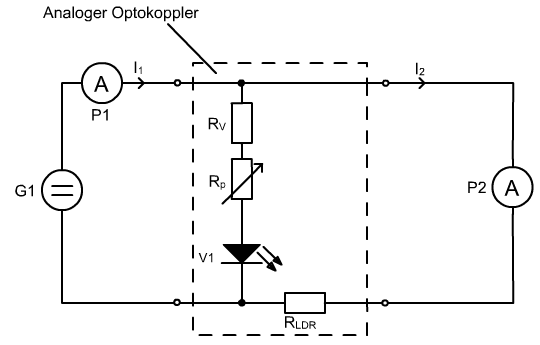 Analoger Optokoppler
A
I1
I2
P1
RV
Rp
G1
P2
A
V1
RLDR